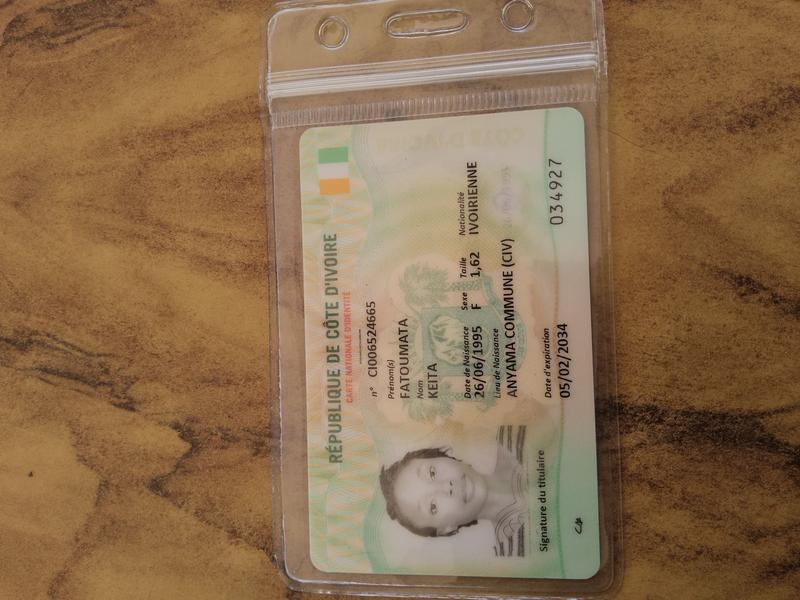 RÉPUBLIQUE DE CÔTE D'IVOIRE
CARTE NATIONALE D'IDENTITÉ
n° CI006524665
Prénom(s)
FATOUMATA
Nom
KEITA
Date de Naissance Sexe Taille Nationalité
26/06/1995 F 1,62 IVOIRIENNE
Lieu de Naissance
ANYAMA COMMUNE (CIV)
Date d'expiration
05/02/2034
034927
Signature du titulaire